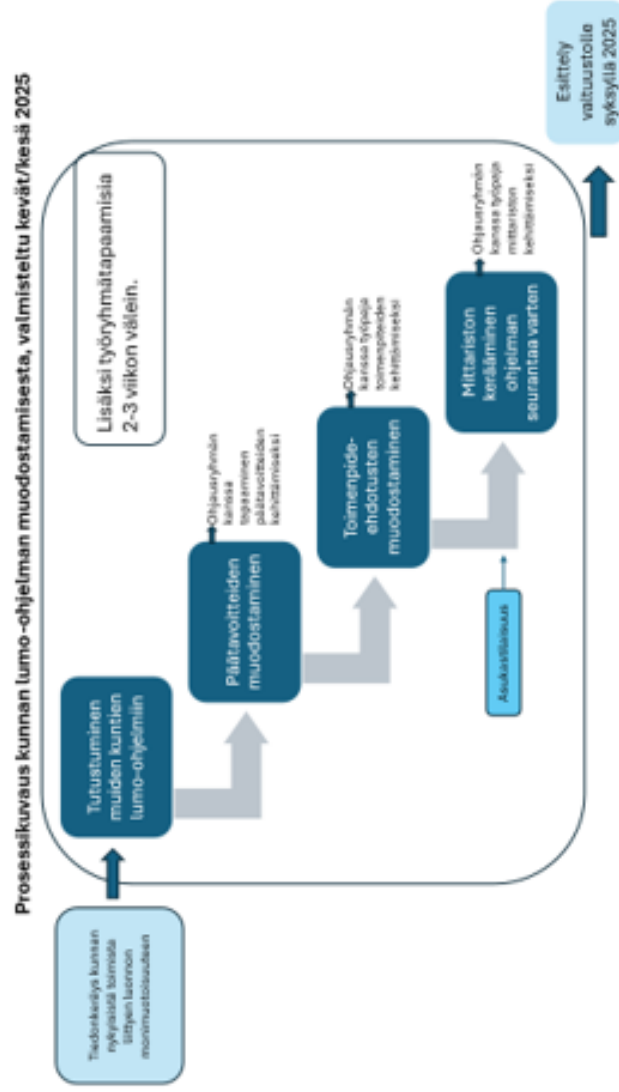 Prosessikuvaus kunnan lumo-ohjelman muodostamisesta, valmisteltu kevät/kesä 2025
Tiedonkeräys kunnan
nykyisistä toimista
liittyen luonnon
monimuotoisuuteen
Tutustuminen
muiden kuntien
lumo-ohjelmiin
Lisäksi työryhmätapaamisia
2-3 viikon välein.
Päätavoitteiden
muodostaminen
Ohjausryhmän
kanssa
tapaaminen
päätavoitteiden
kehittämiseksi
Toimenpide-
ehdotusten
muodostaminen
Ohjausryhmän
kanssa työpaja
toimenpiteiden
kehittämiseksi
Asukastilaisuus
Mittariston
kerääminen
ohjelman
seurantaa varten
Ohjausryhmän
kanssa työpaja
mittariston
kehittämiseksi
Esittely
valtuustolle
syksyllä 2025